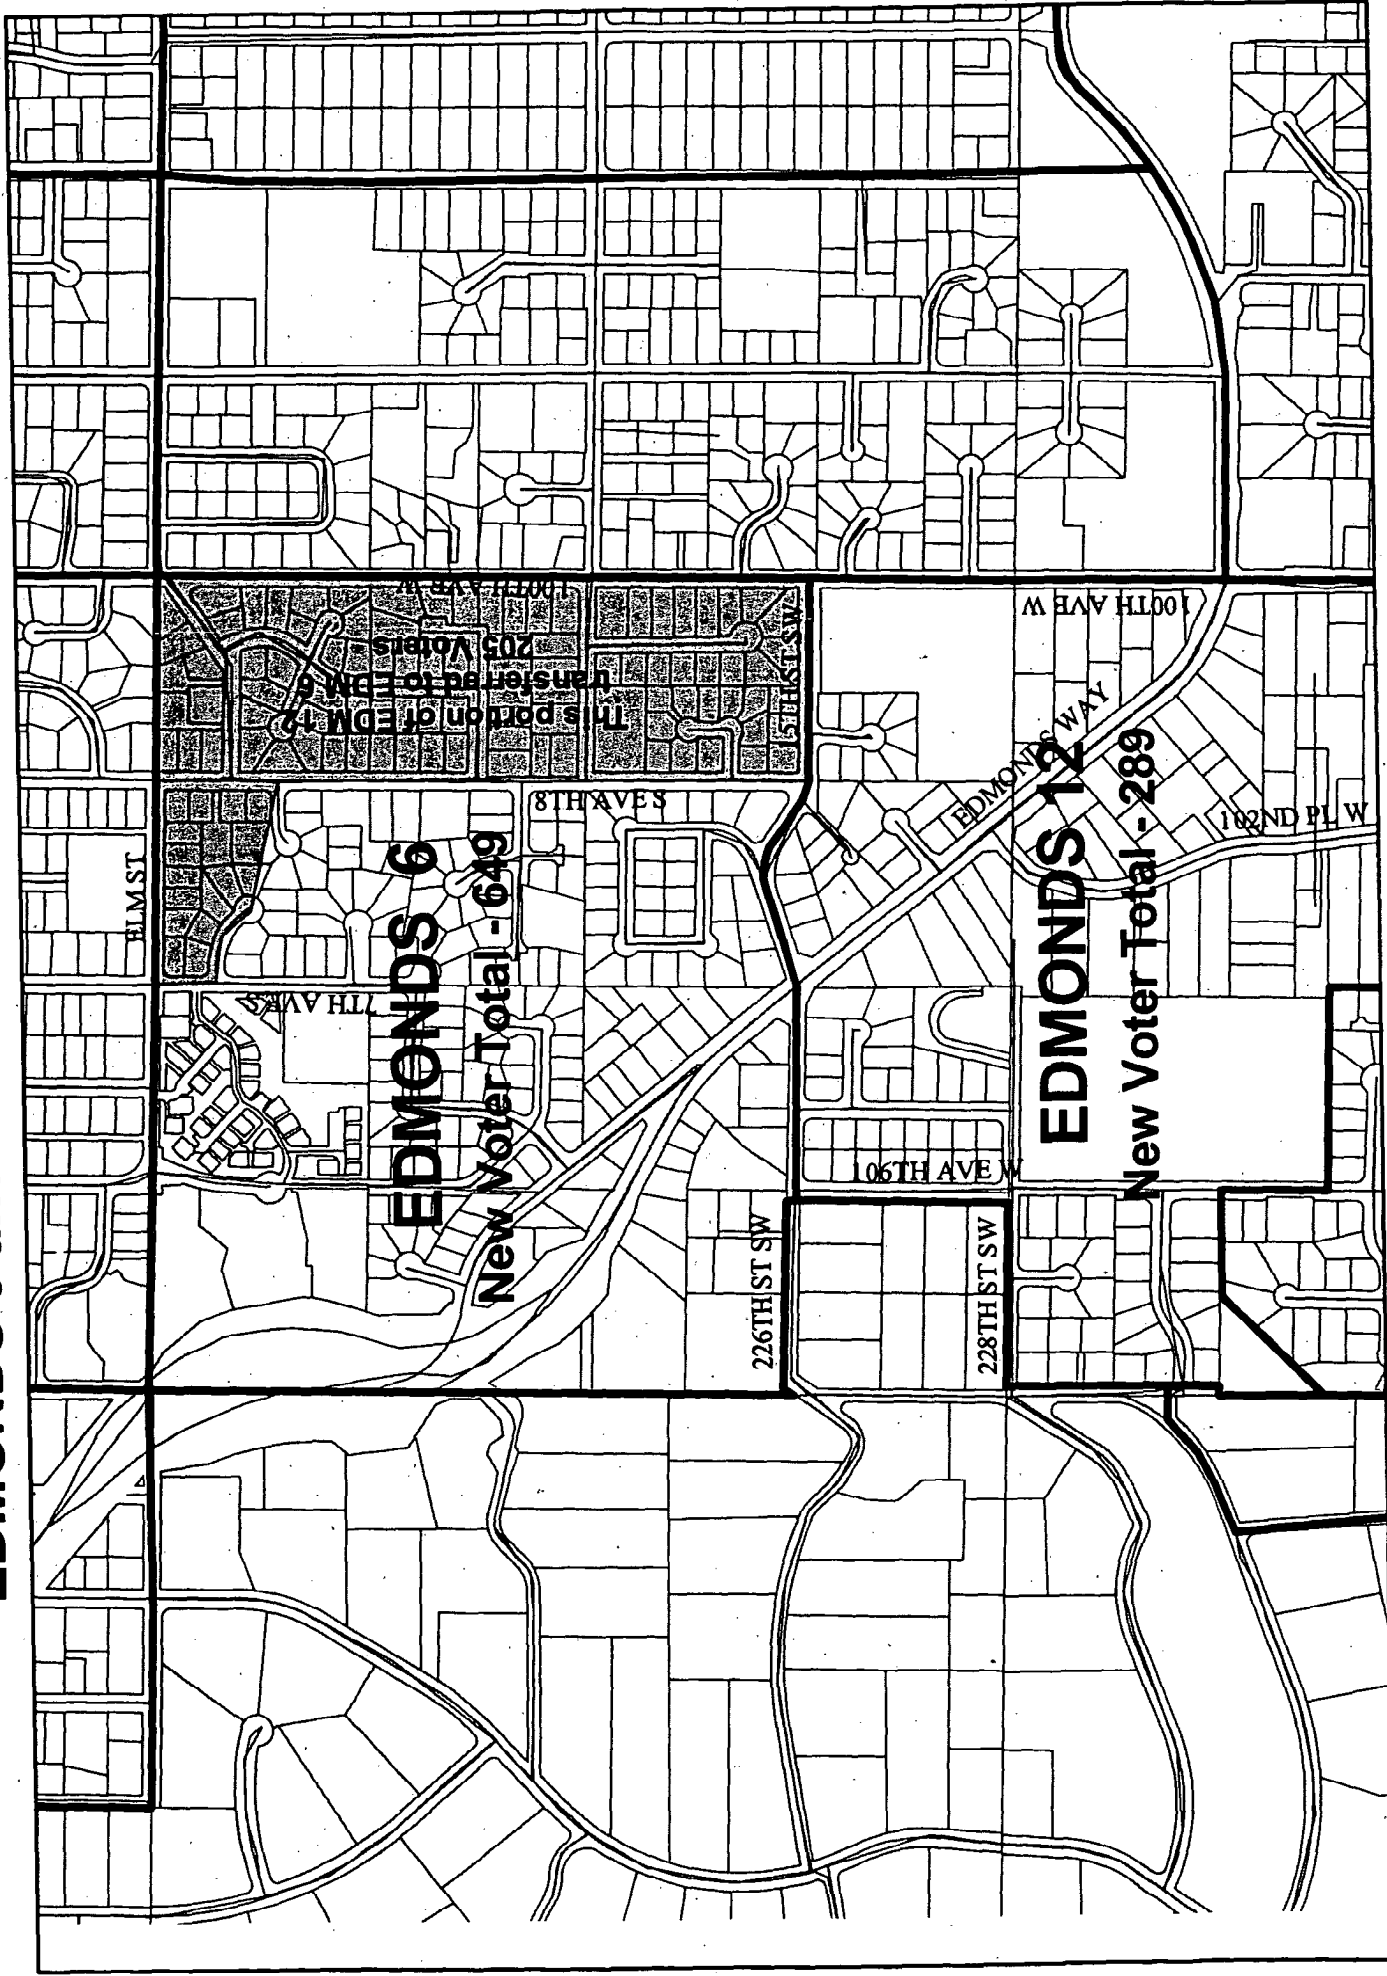 ELM ST
7TH AVE S
8TH AVE S
100TH AVE W
This portion of EDM 12
transferred to EDM 6
205 Voters
5TH ST SW
EDMONDS 6
New Voter Total - 649
EDMONDS WAY
100TH AVE W
102ND PL W
EDMONDS 12
New Voter Total - 289
106TH AVE W
226TH ST SW
228TH ST SW